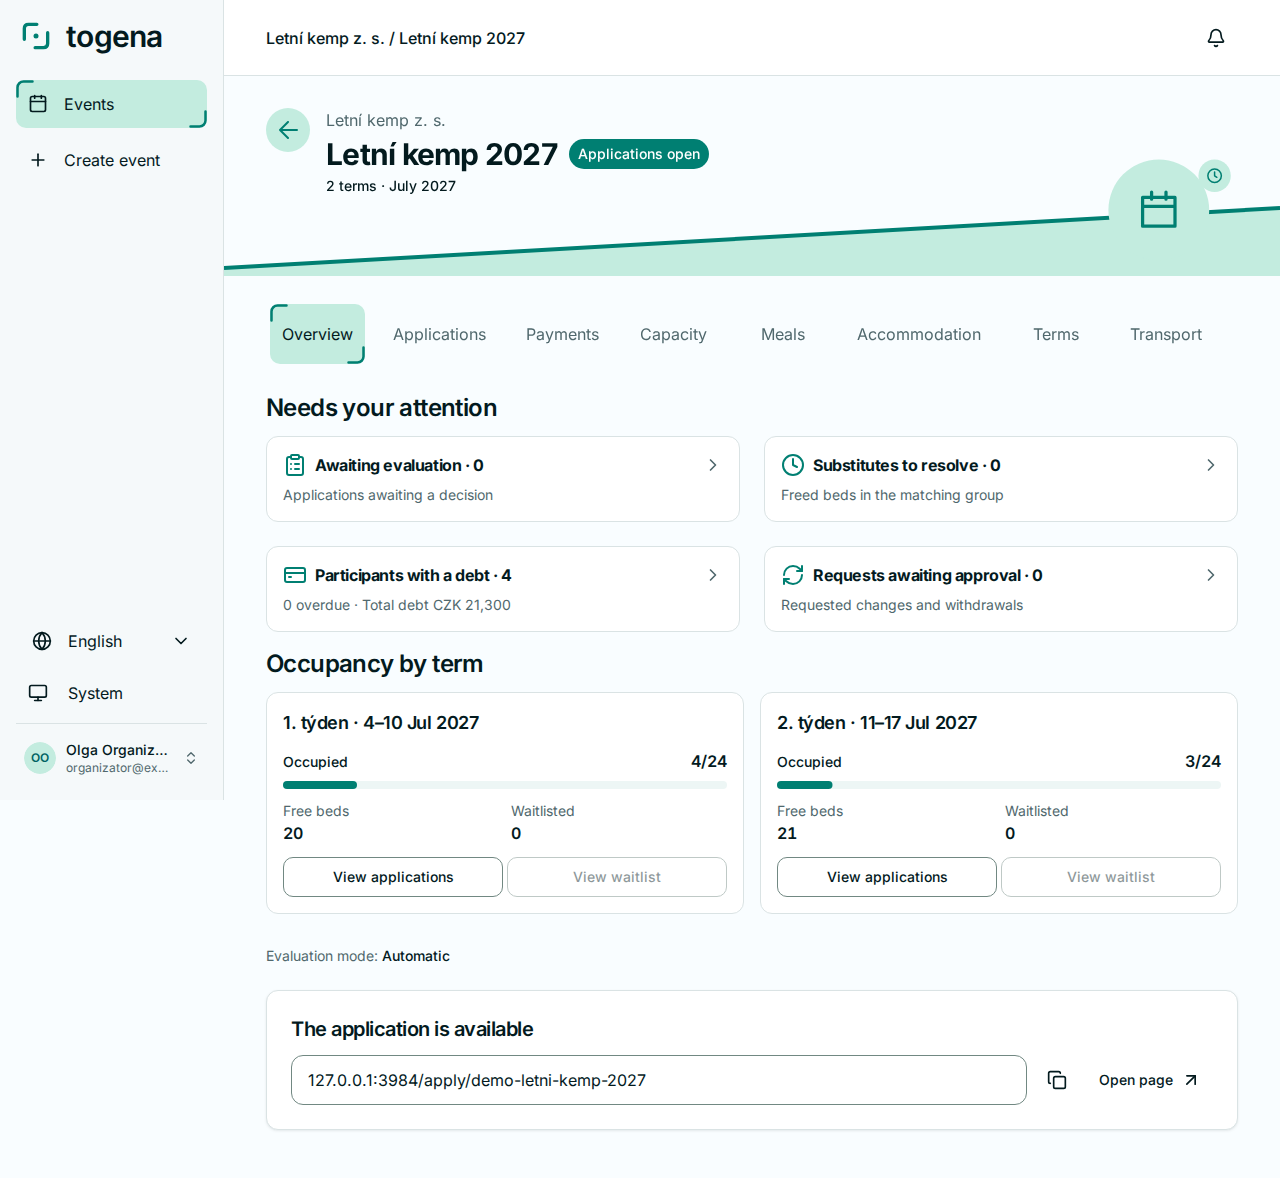 togena
Letní kemp z. s. / Letní kemp 2027
Events
Create event
Letní kemp z. s.
Letní kemp 2027
Applications open
2 terms · July 2027
Overview
Applications
Payments
Capacity
Meals
Accommodation
Terms
Transport
Needs your attention
Awaiting evaluation · 0
Applications awaiting a decision
Substitutes to resolve · 0
Freed beds in the matching group
Participants with a debt · 4
0 overdue · Total debt CZK 21,300
Requests awaiting approval · 0
Requested changes and withdrawals
Occupancy by term
1. týden · 4–10 Jul 2027
Occupied 4/24
Free beds
20
Waitlisted
0
View applications
View waitlist
2. týden · 11–17 Jul 2027
Occupied 3/24
Free beds
21
Waitlisted
0
View applications
View waitlist
Evaluation mode: Automatic
The application is available
127.0.0.1:3984/apply/demo-letni-kemp-2027
Open page
English
System
OO
Olga Organiz...
organizator@ex...